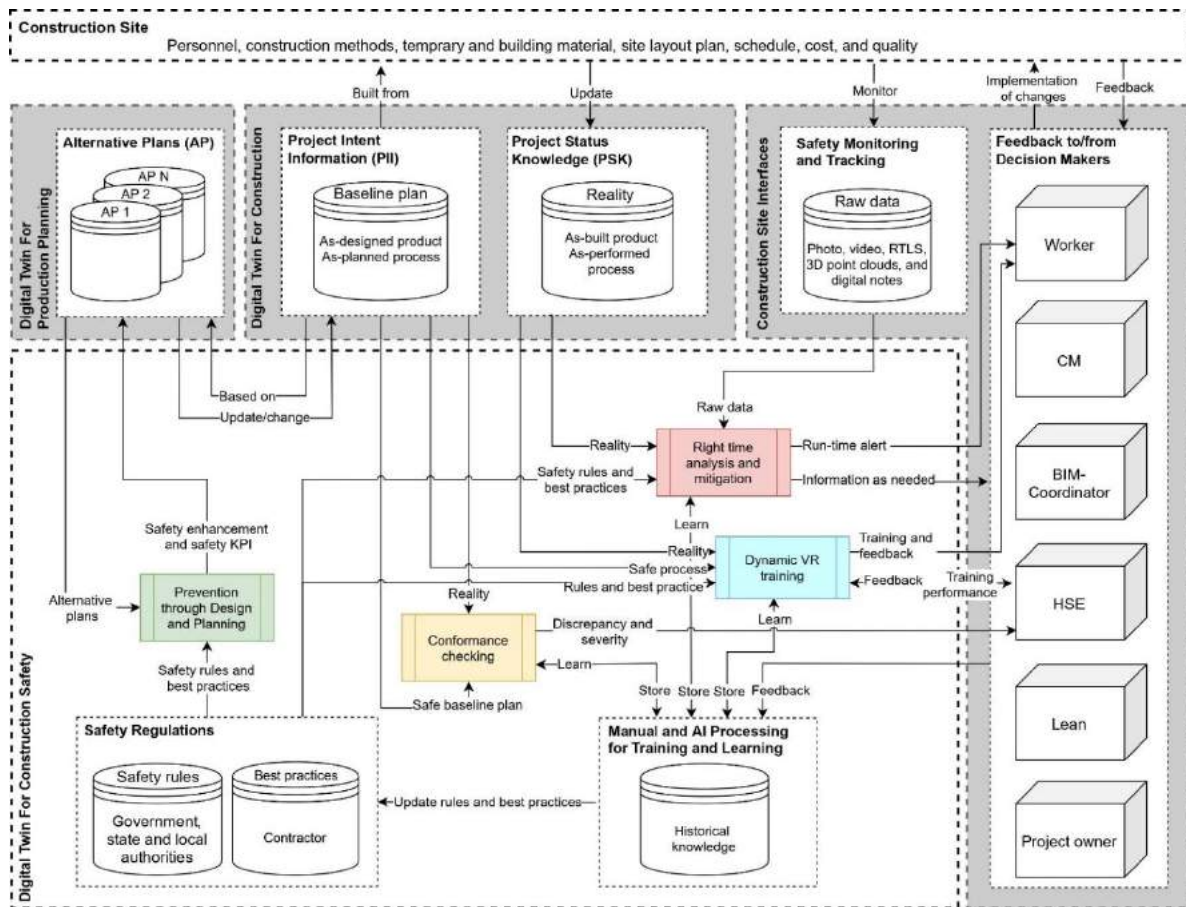 Construction Site
Personnel, construction methods, temprary and building material, site layout plan, schedule, cost, and quality
Built from
Update
Monitor
Implementation
of changes
Feedback
Digital Twin For
Production Planning
Alternative Plans (AP)
AP N
AP 2
AP 1
Digital Twin For Construction
Project Intent
Information (PII)
Baseline plan
As-designed product
As-planned process
Project Status
Knowledge (PSK)
Reality
As-built product
As-performed
process
Construction Site Interfaces
Safety Monitoring
and Tracking
Raw data
Photo, video, RTLS,
3D point clouds, and
digital notes
Feedback to/from
Decision Makers
Worker
CM
BIM-
Coordinator
HSE
Lean
Project owner
Digital Twin For Construction Safety
Based on
Update/change
Raw data
Reality
Right time
analysis and
mitigation
Run-time alert
Safety rules and
best practices
Information as needed
Safety enhancement
and safety KPI
Learn
Reality
Safe process
Rules and best practice
Dynamic VR
training
Training and
feedback
Feedback
Training
performance
Alternative
plans
Prevention
through Design
and Planning
Reality
Conformance
checking
Discrepancy and
severity
Learn
Learn
Safety rules and
best practices
Safe baseline plan
Store
Store
Store
Feedback
Safety Regulations
Safety rules
Government,
state and local
authorities
Best practices
Contractor
Update rules and best practices
Manual and AI Processing
for Training and Learning
Historical
knowledge